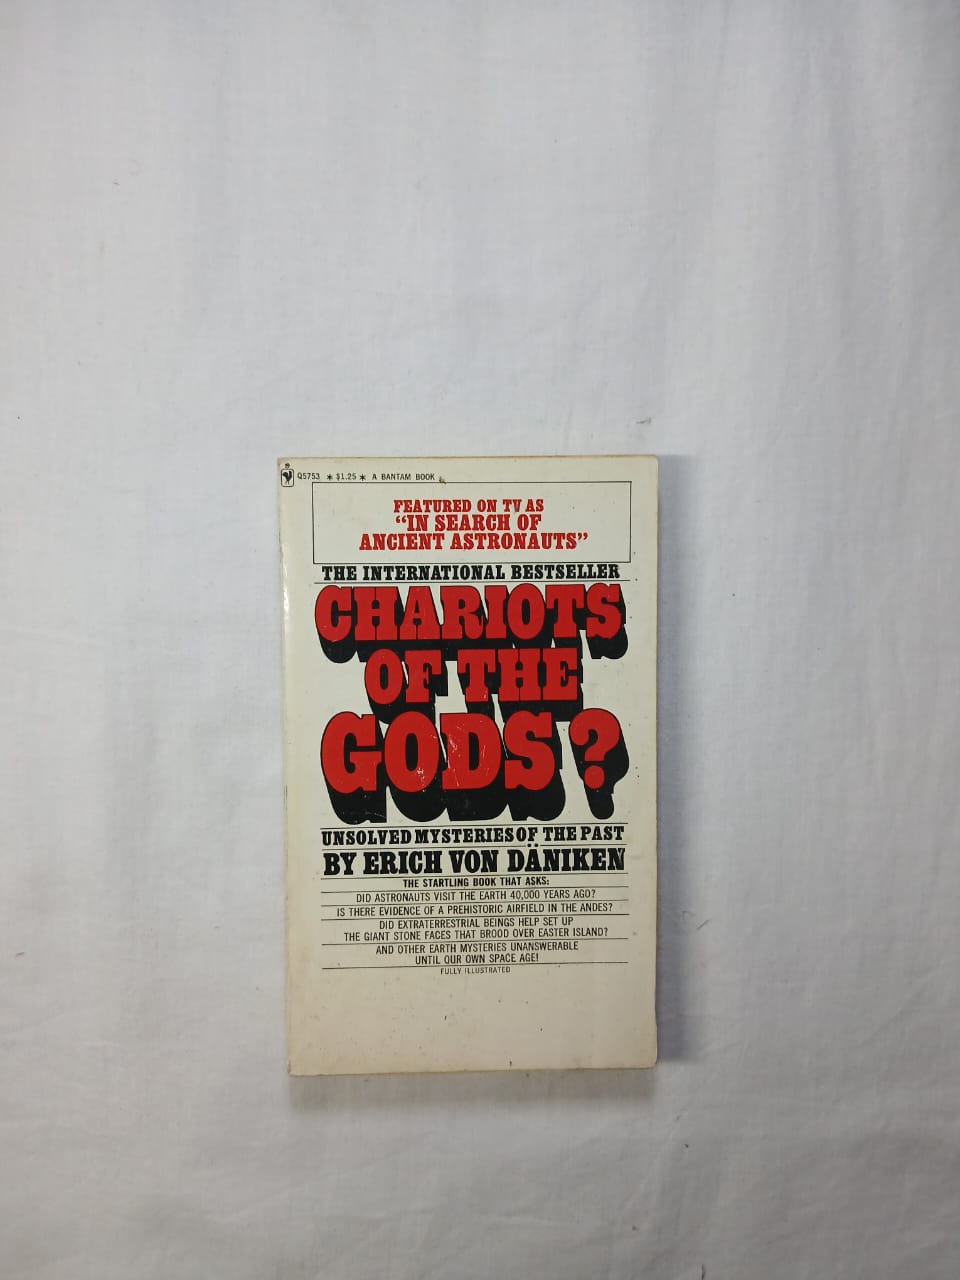 Q5753 * $1.25 * A BANTAM BOOK
FEATURED ON TV AS
“IN SEARCH OF
ANCIENT ASTRONAUTS”
THE INTERNATIONAL BESTSELLER
CHARIOTS
OF THE
GODS?
UNSOLVED MYSTERIES OF THE PAST
BY ERICH VON DÄNIKEN
THE STARTLING BOOK THAT ASKS:
DID ASTRONAUTS VISIT THE EARTH 40,000 YEARS AGO?
IS THERE EVIDENCE OF A PREHISTORIC AIRFIELD IN THE ANDES?
DID EXTRATERRESTRIAL BEINGS HELP SET UP
THE GIANT STONE FACES THAT BROOD OVER EASTER ISLAND?
AND OTHER EARTH MYSTERIES UNANSWERABLE
UNTIL OUR OWN SPACE AGE!
FULLY ILLUSTRATED